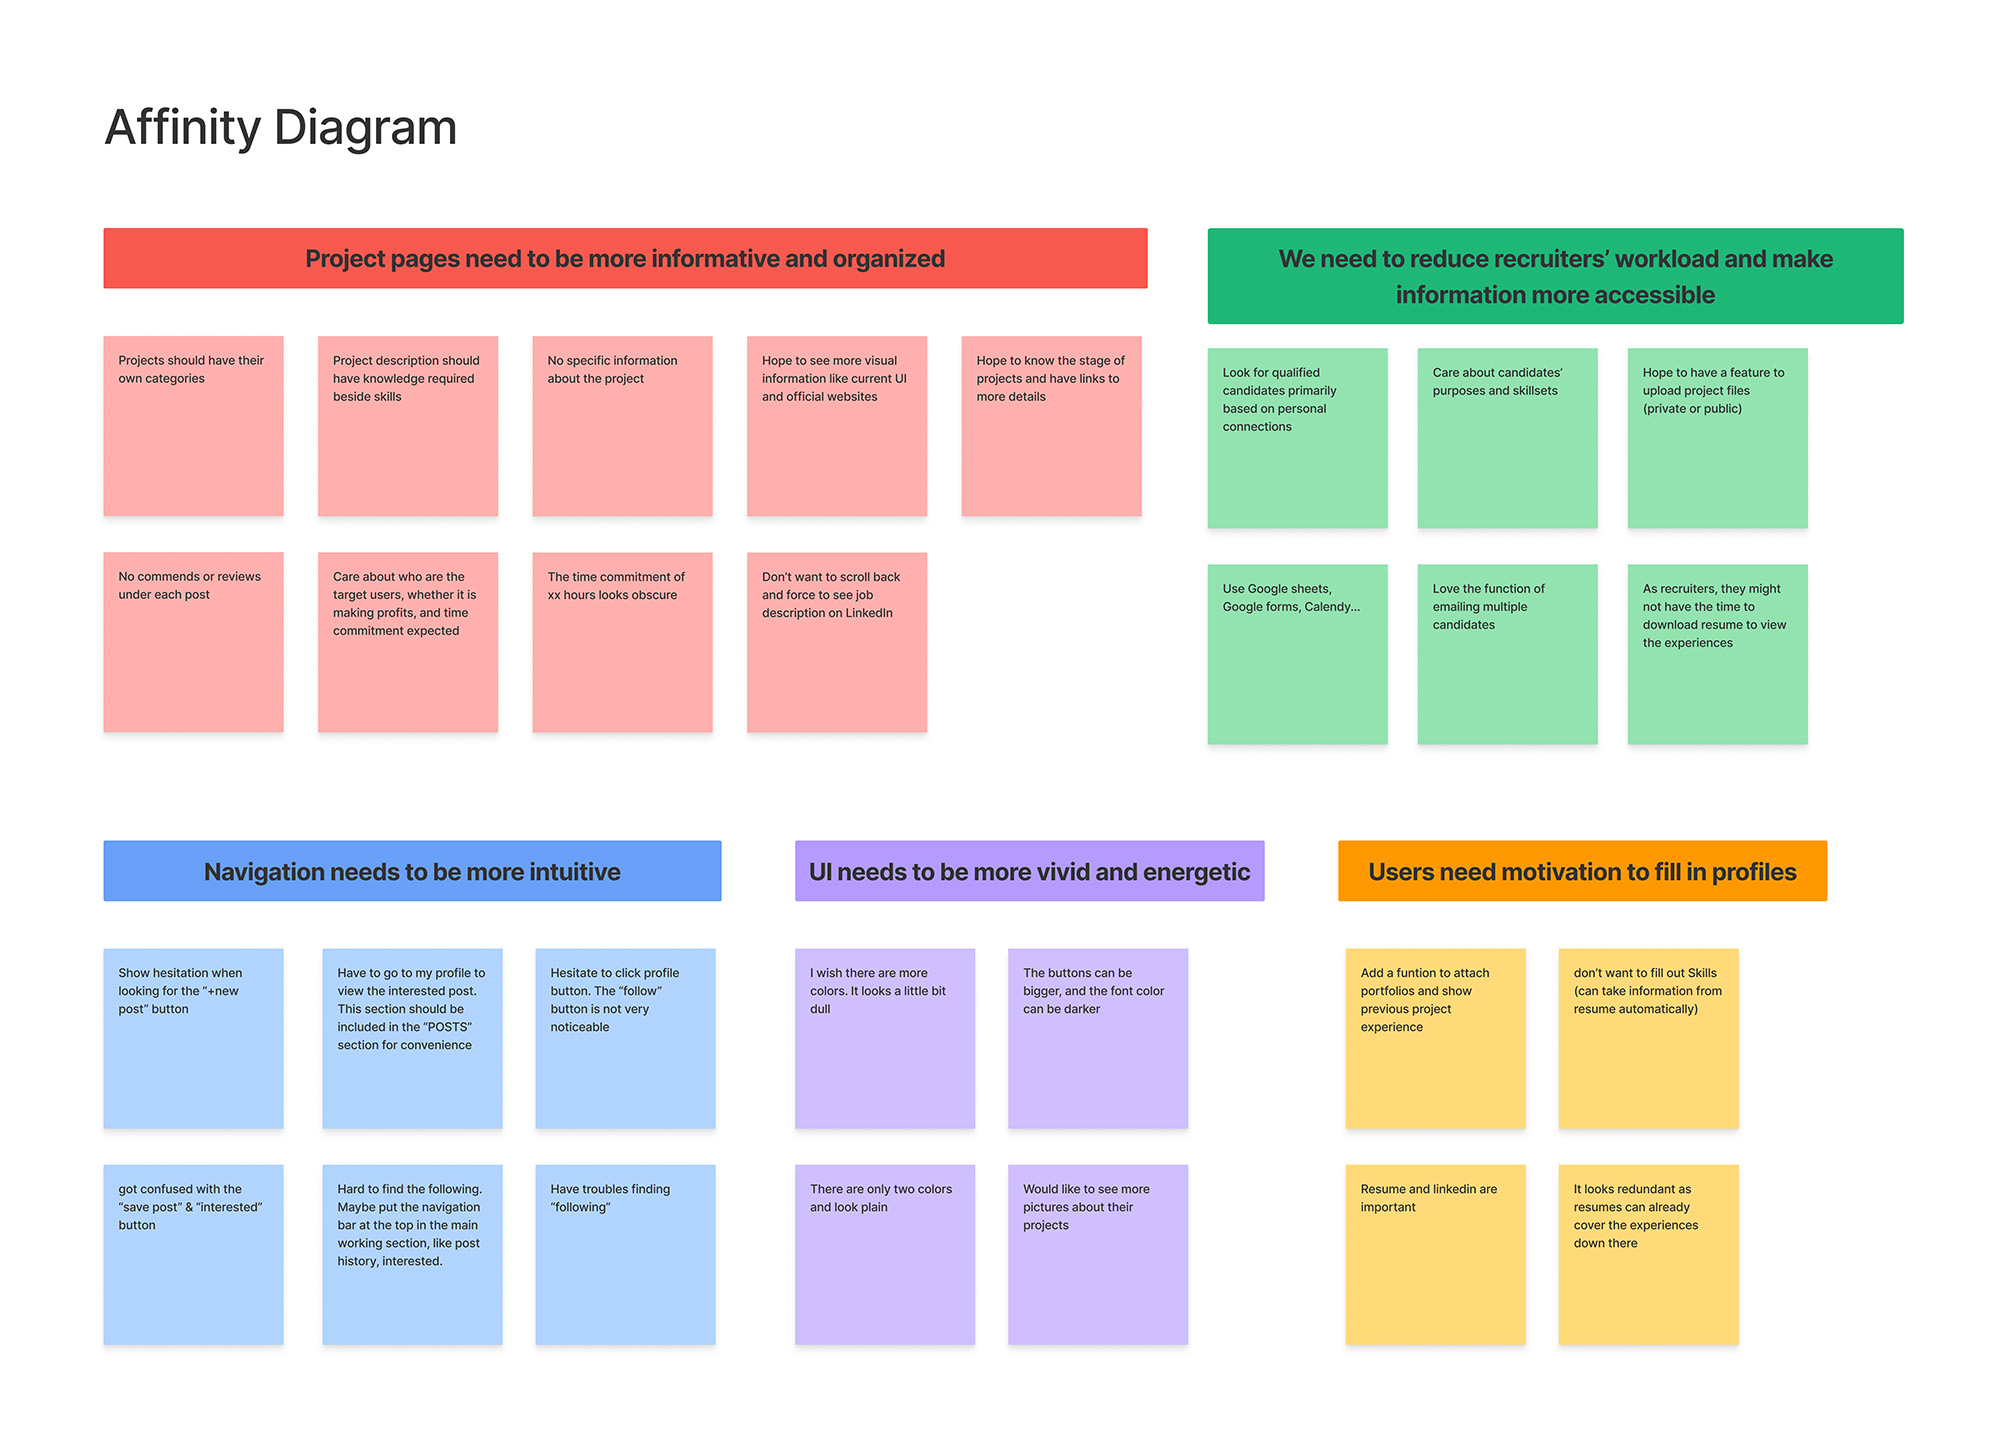 Affinity Diagram
Project pages need to be more informative and organized
Projects should have their
own categories
Project description should
have knowledge required
beside skills
No specific information
about the project
Hope to see more visual
information like current UI
and official websites
Hope to know the stage of
projects and have links to
more details
No commends or reviews
under each post
Care about who are the
target users, whether it is
making profits, and time
commitment expected
The time commitment of
xx hours looks obscure
Don’t want to scroll back
and force to see job
description on LinkedIn
We need to reduce recruiters’ workload and make
information more accessible
Look for qualified
candidates primarily
based on personal
connections
Care about candidates’
purposes and skillsets
Hope to have a feature to
upload project files
(private or public)
Use Google sheets,
Google forms, Calendy...
Love the function of
emailing multiple
candidates
As recruiters, they might
not have the time to
download resume to view
the experiences
Navigation needs to be more intuitive
Show hesitation when
looking for the “+new
post” button
Have to go to my profile to
view the interested post.
This section should be
included in the “POSTS”
section for convenience
Hesitate to click profile
button. The “follow”
button is not very
noticeable
got confused with the
“save post” & “interested”
button
Hard to find the following.
Maybe put the navigation
bar at the top in the main
working section, like post
history, interested.
Have troubles finding
“following”
UI needs to be more vivid and energetic
I wish there are more
colors. It looks a little bit
dull
The buttons can be
bigger, and the font color
can be darker
There are only two colors
and look plain
Would like to see more
pictures about their
projects
Users need motivation to fill in profiles
Add a funtion to attach
portfolios and show
previous project
experience
don’t want to fill out Skills
(can take information from
resume automatically)
Resume and linkedin are
important
It looks redundant as
resumes can already
cover the experiences
down there